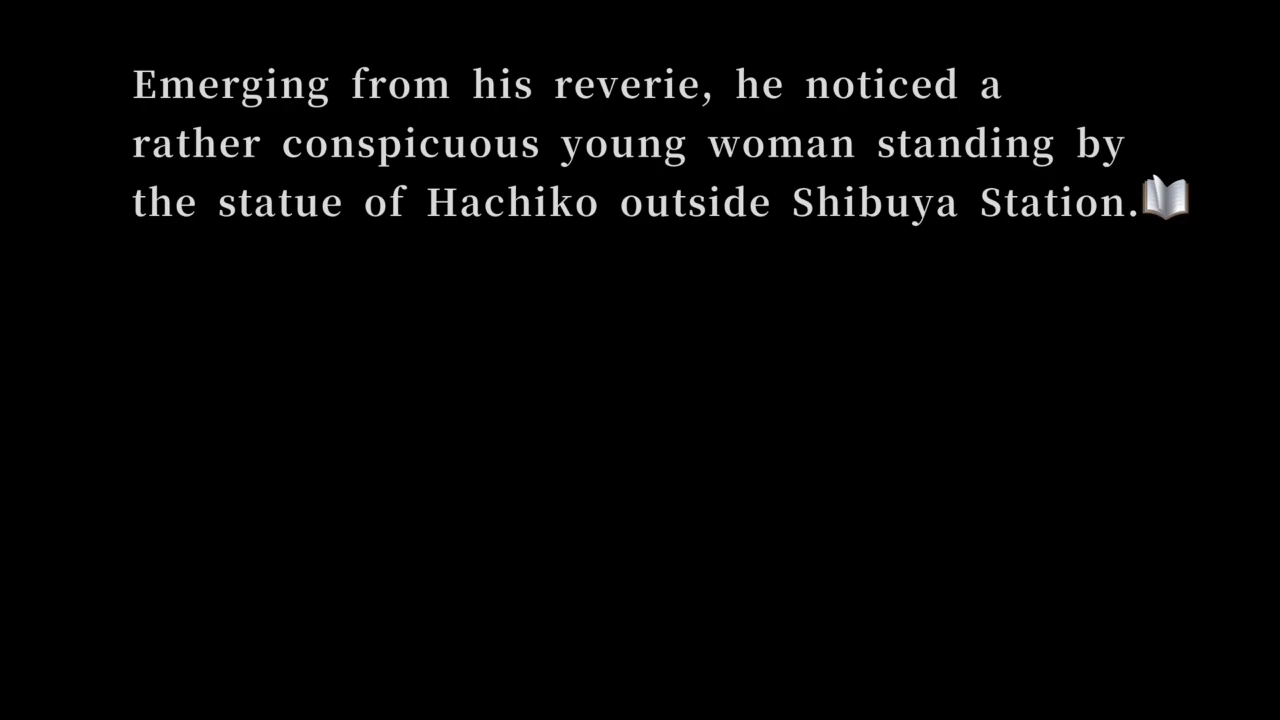 Emerging from his reverie, he noticed a
rather conspicuous young woman standing by
the statue of Hachiko outside Shibuya Station.